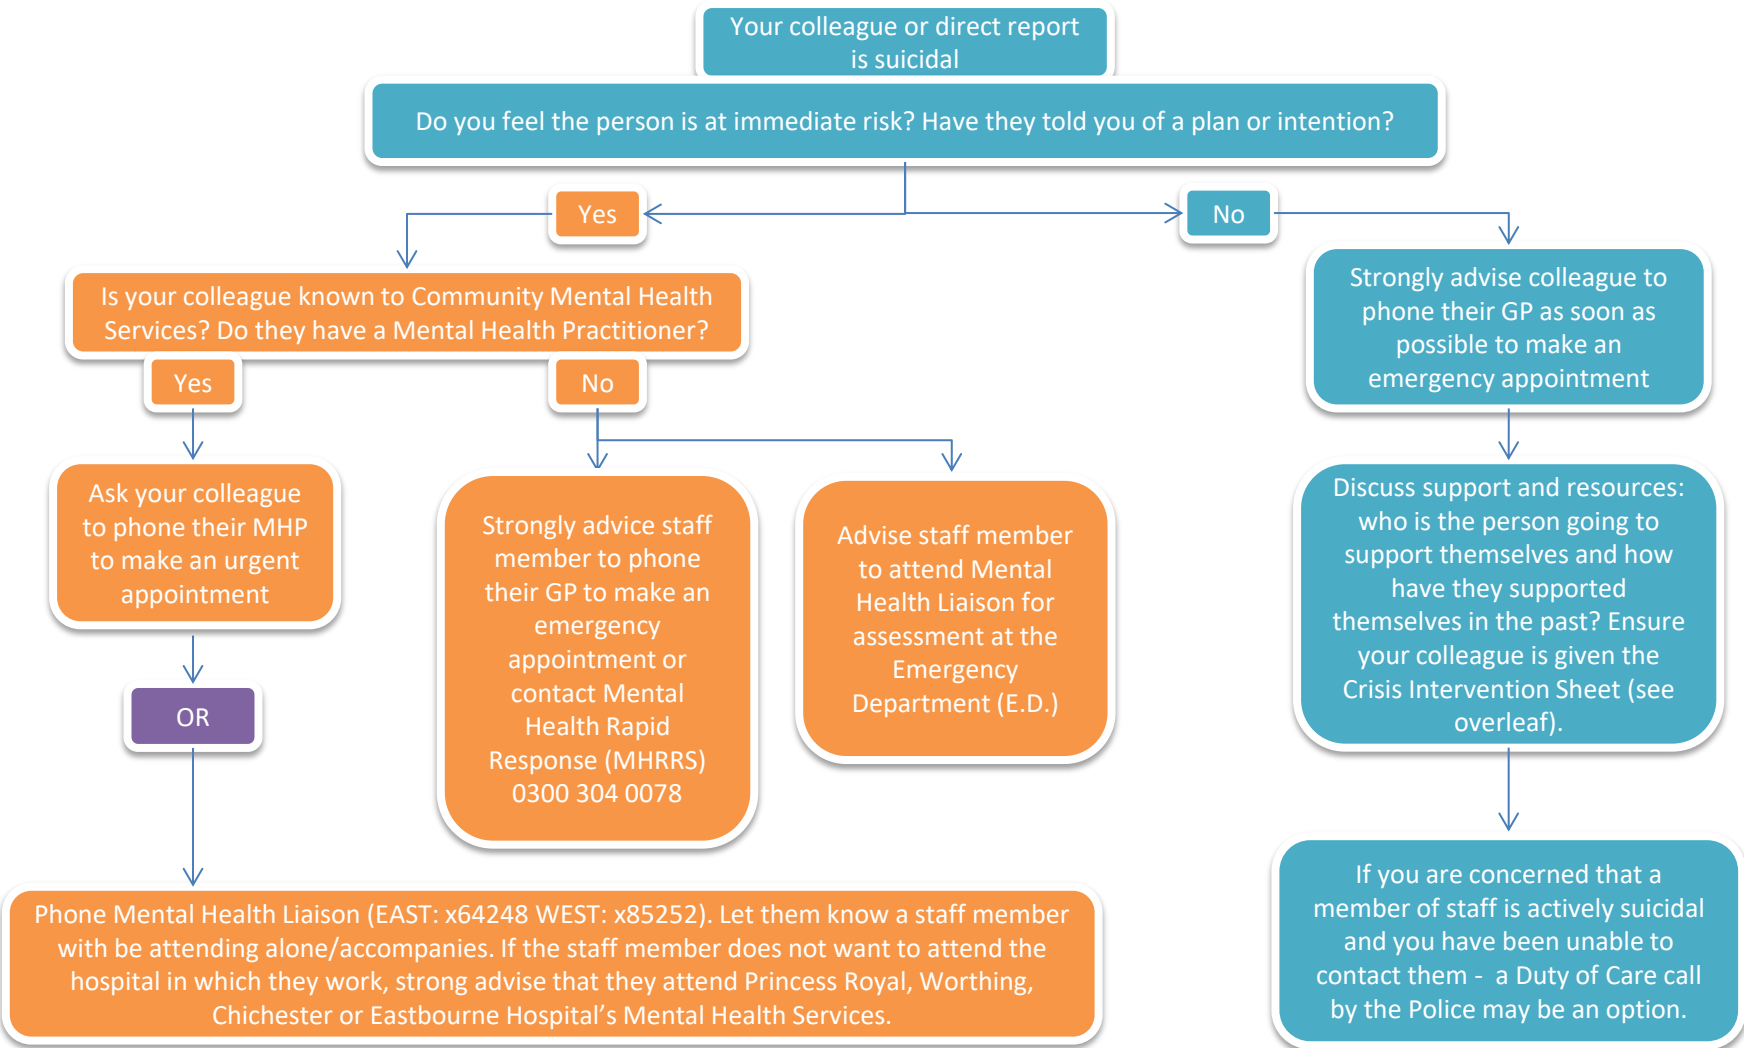 Your colleague or direct report
is suicidal
Do you feel the person is at immediate risk? Have they told you of a plan or intention?
Yes
No
Is your colleague known to Community Mental Health
Services? Do they have a Mental Health Practitioner?
Yes
No
Ask your colleague
to phone their MHP
to make an urgent
appointment
OR
Strongly advice staff
member to phone
their GP to make an
emergency
appointment or
contact Mental
Health Rapid
Response (MHRRS)
0300 304 0078
Advise staff member
to attend Mental
Health Liaison for
assessment at the
Emergency
Department (E.D.)
Phone Mental Health Liaison (EAST: x64248 WEST: x85252). Let them know a staff member
with be attending alone/accompanies. If the staff member does not want to attend the
hospital in which they work, strong advise that they attend Princess Royal, Worthing,
Chichester or Eastbourne Hospital’s Mental Health Services.
Strongly advise colleague to
phone their GP as soon as
possible to make an
emergency appointment
Discuss support and resources:
who is the person going to
support themselves and how
have they supported
themselves in the past? Ensure
your colleague is given the
Crisis Intervention Sheet (see
overleaf).
If you are concerned that a
member of staff is actively suicidal
and you have been unable to
contact them -  a Duty of Care call
by the Police may be an option.